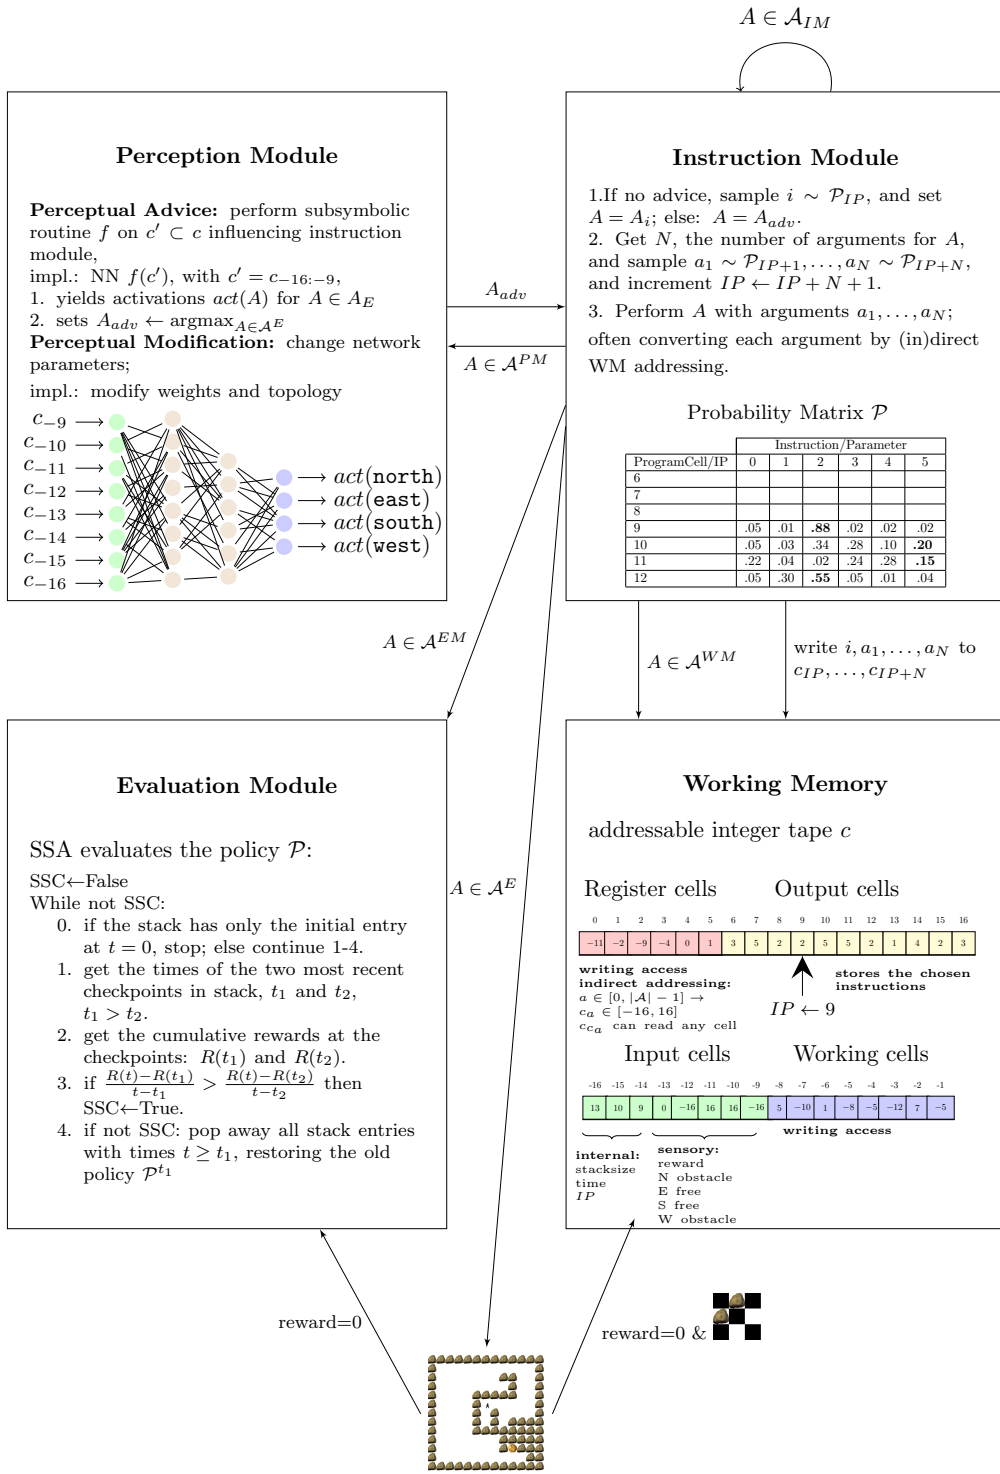 A ∈ 𝒜_{IM}
Perception Module
Perceptual Advice: perform subsymbolic
routine f on c′ ⊂ c influencing instruction
module,
impl.: NN f(c′), with c′ = c_{−16:−9},
1. yields activations act(A) for A ∈ A_E
2. sets A_{adv} ← argmax_{A∈𝒜^E}
Perceptual Modification: change network
parameters;
impl.: modify weights and topology
c_{−9}
c_{−10}
c_{−11}
c_{−12}
c_{−13}
c_{−14}
c_{−15}
c_{−16}
act(north)
act(east)
act(south)
act(west)
A_{adv}
A ∈ 𝒜^{PM}
Instruction Module
1.If no advice, sample i ∼ 𝒫_{IP}, and set
A = A_i; else: A = A_{adv}.
2. Get N, the number of arguments for A,
and sample a_1 ∼ 𝒫_{IP+1}, . . . , a_N ∼ 𝒫_{IP+N},
and increment IP ← IP + N + 1.
3. Perform A with arguments a_1, . . . , a_N;
often converting each argument by (in)direct
WM addressing.
Probability Matrix 𝒫
Instruction/Parameter
ProgramCell/IP 0 1 2 3 4 5
6
7
8
9 .05 .01 .88 .02 .02 .02
10 .05 .03 .34 .28 .10 .20
11 .22 .04 .02 .24 .28 .15
12 .05 .30 .55 .05 .01 .04
A ∈ 𝒜^{EM}
A ∈ 𝒜^{WM}
write i, a_1, . . . , a_N to
c_{IP}, . . . , c_{IP+N}
Evaluation Module
SSA evaluates the policy 𝒫:
SSC←False
While not SSC:
0. if the stack has only the initial entry
at t = 0, stop; else continue 1-4.
1. get the times of the two most recent
checkpoints in stack, t_1 and t_2,
t_1 > t_2.
2. get the cumulative rewards at the
checkpoints: R(t_1) and R(t_2).
3. if \frac{R(t)−R(t_1)}{t−t_1} > \frac{R(t)−R(t_2)}{t−t_2} then
SSC←True.
4. if not SSC: pop away all stack entries
with times t ≥ t_1, restoring the old
policy 𝒫^{t_1}
A ∈ 𝒜^E
Working Memory
addressable integer tape c
Register cells Output cells
0 1 2 3 4 5 6 7 8 9 10 11 12 13 14 15 16
−11 −2 −9 −4 0 1 3 5 2 2 5 5 2 1 4 2 3
writing access
indirect addressing:
a ∈ [0, |𝒜| − 1] →
c_a ∈ [−16, 16]
c_{c_a} can read any cell
IP ← 9
stores the chosen
instructions
Input cells Working cells
-16 -15 -14 -13 -12 -11 -10 -9 -8 -7 -6 -5 -4 -3 -2 -1
13 10 9 0 −16 16 16 −16 5 −10 1 −8 −5 −12 7 −5
writing access
internal:
stacksize
time
IP
sensory:
reward
N obstacle
E free
S free
W obstacle
reward=0
reward=0 &